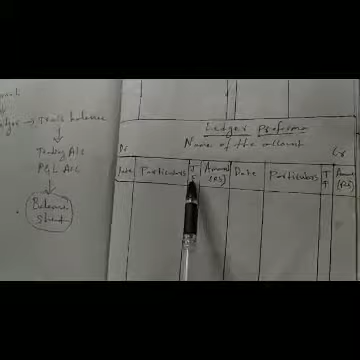 Trial balance
Trading A/c
P&L A/c
Balance
Sheet
Ledger Proforma
Name of the account
Dr
Cr
Date Particulars J F Amount (RS) Date Particulars J F Amount (RS)